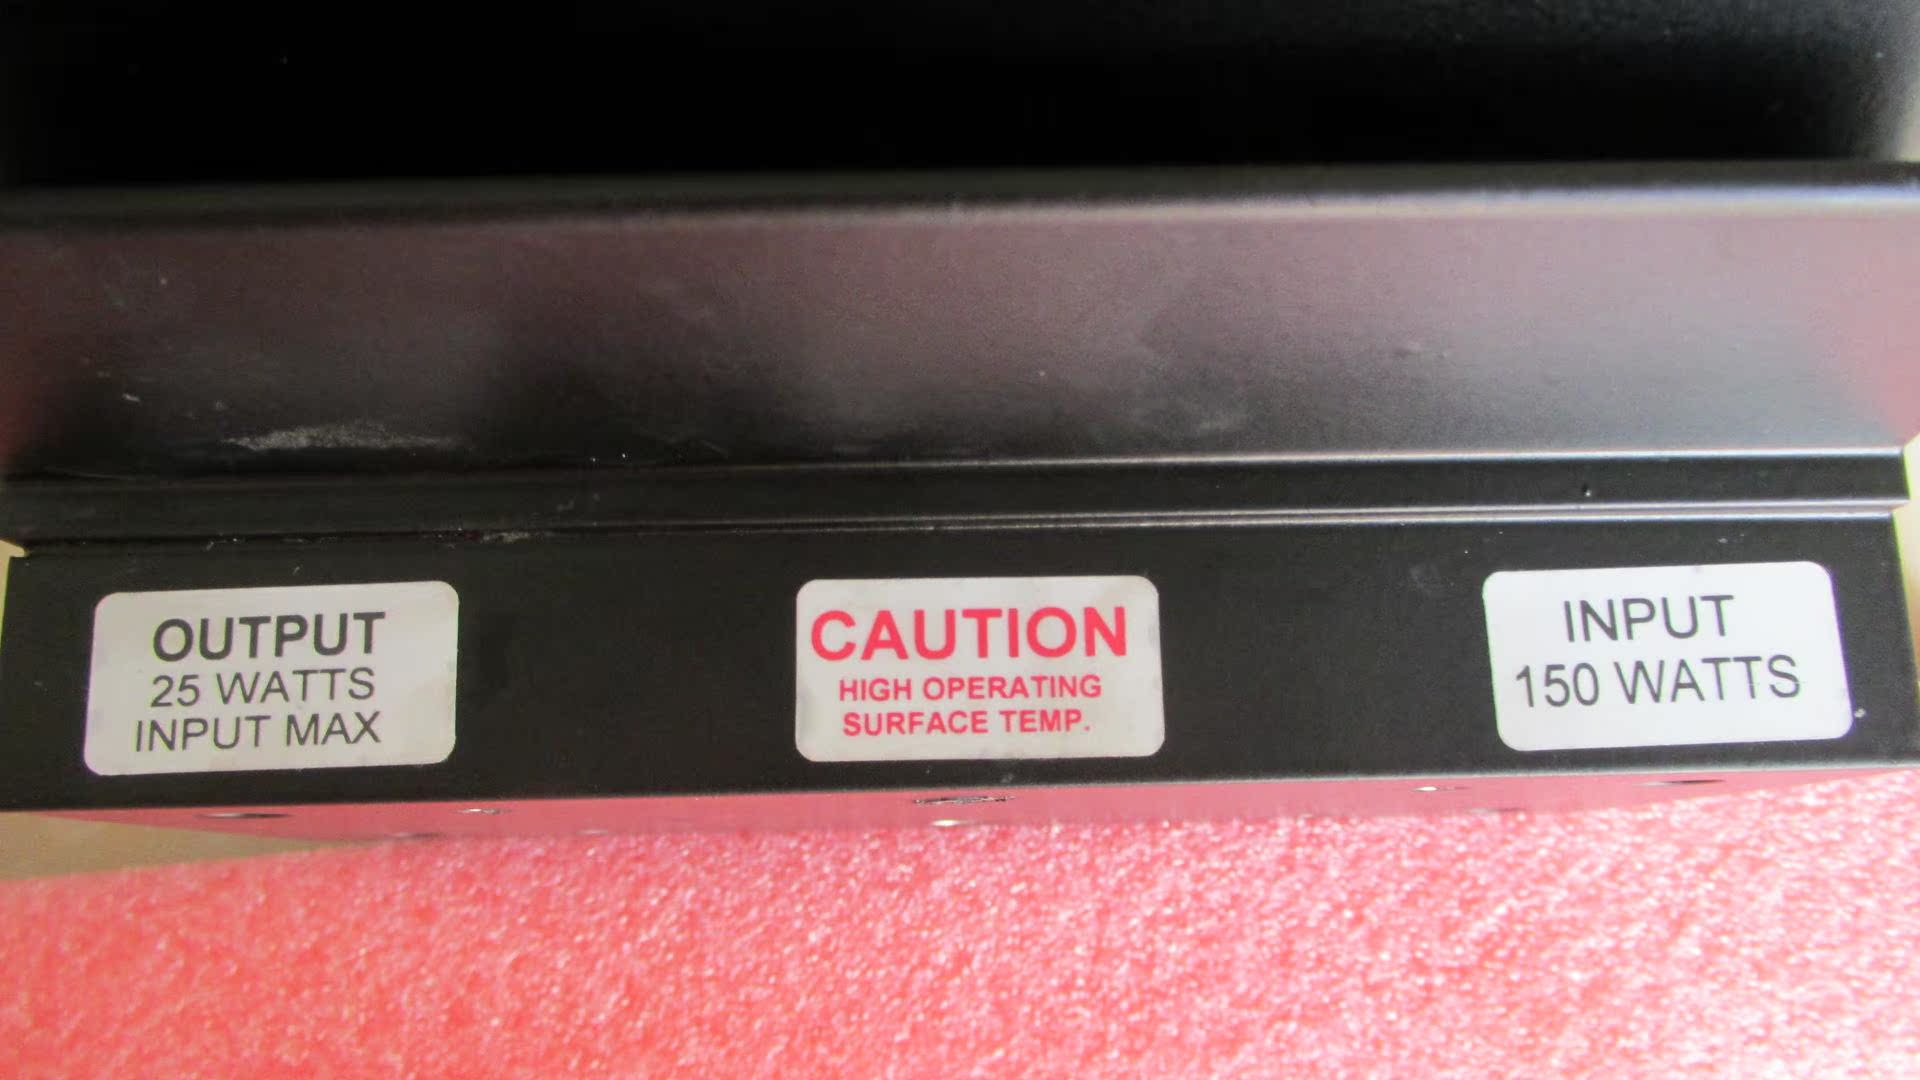 OUTPUT
25 WATTS
INPUT MAX
CAUTION
HIGH OPERATING
SURFACE TEMP.
INPUT
150 WATTS